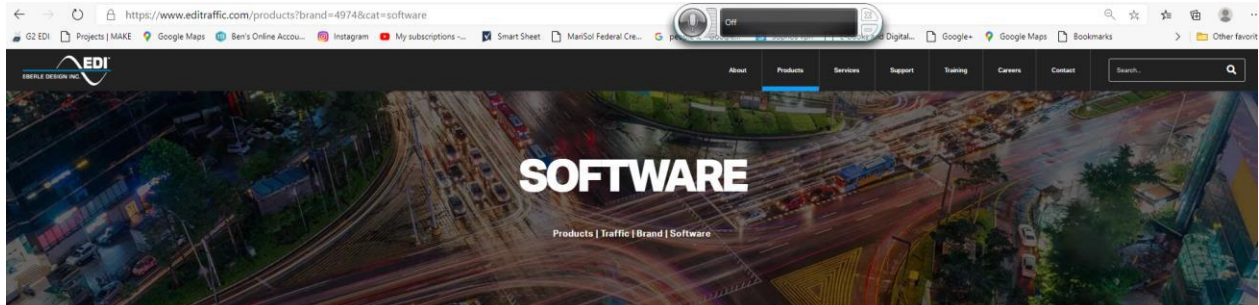 https://www.editraffic.com/products?brand=4974&cat=software
Off
G2 EDI
Projects | MAKE
Google Maps
Ben's Online Accou...
Instagram
My subscriptions -...
Smart Sheet
MariSol Federal Cre...
and Digital...
Google+
Google Maps
Bookmarks
Other favorit
EDI
EBERLE DESIGN INC.
About
Products
Services
Support
Training
Careers
Contact
Search..
SOFTWARE
Products | Traffic | Brand | Software